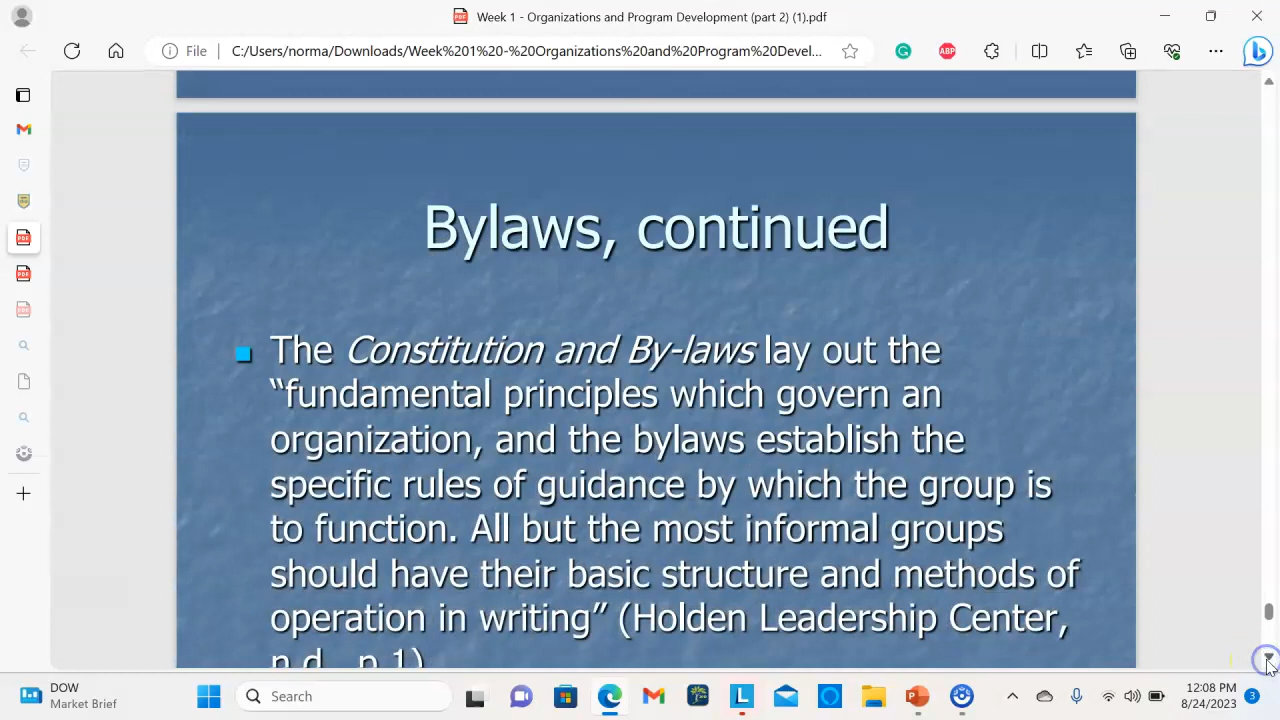 Week 1 - Organizations and Program Development (part 2) (1).pdf
File
C:/Users/norma/Downloads/Week%201%20-%20Organizations%20and%20Program%20Devel...
ABP
Bylaws, continued
The Constitution and By-laws lay out the
“fundamental principles which govern an
organization, and the bylaws establish the
specific rules of guidance by which the group is
to function. All but the most informal groups
should have their basic structure and methods of
operation in writing” (Holden Leadership Center,
n.d., p.1)
DOW
Market Brief
Search
12:08 PM
8/24/2023
3